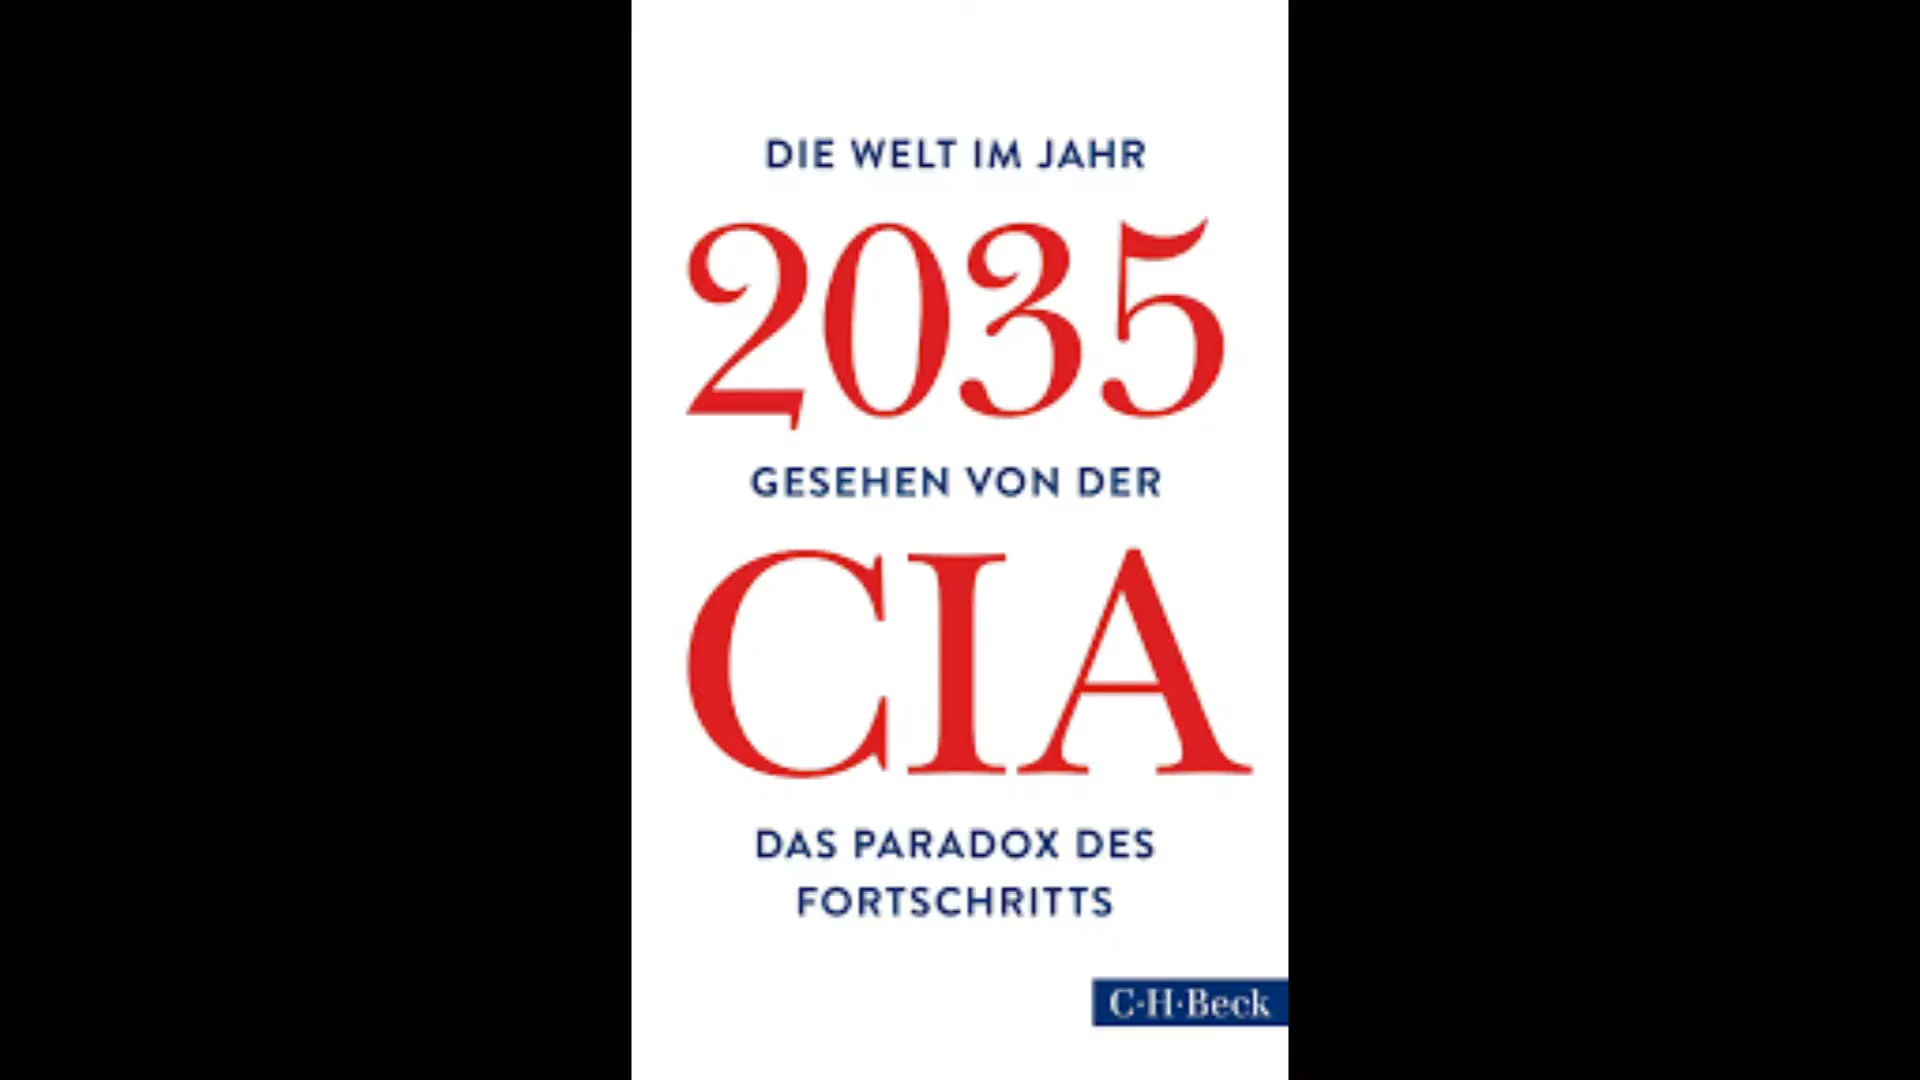 DIE WELT IM JAHR
2035
GESEHEN VON DER
CIA
DAS PARADOX DES
FORTSCHRITTS
C·H·Beck